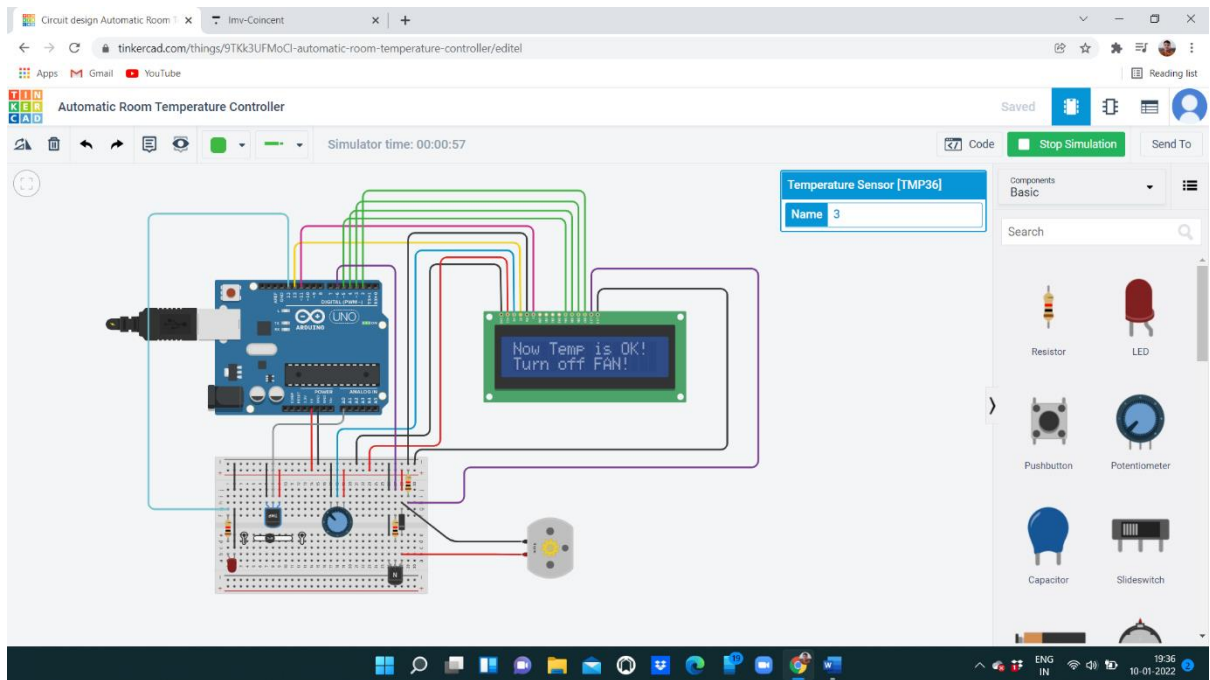 Circuit design Automatic Room T
Imv-Coincent
tinkercad.com/things/9TKk3UFMoCI-automatic-room-temperature-controller/editel
Apps
Gmail
YouTube
Reading list
TIN
KER
CAD
Automatic Room Temperature Controller
Saved
Simulator time: 00:00:57
Code
Stop Simulation
Send To
Temperature Sensor [TMP36]
Name 3
Components
Basic
Search
Resistor
LED
Pushbutton
Potentiometer
Capacitor
Slideswitch
DIGITAL (PWM ~)
UNO
ARDUINO
POWER
ANALOG IN
Now Temp is OK!
Turn off FAN!
N
19
ENG
IN
19:36
10-01-2022
2